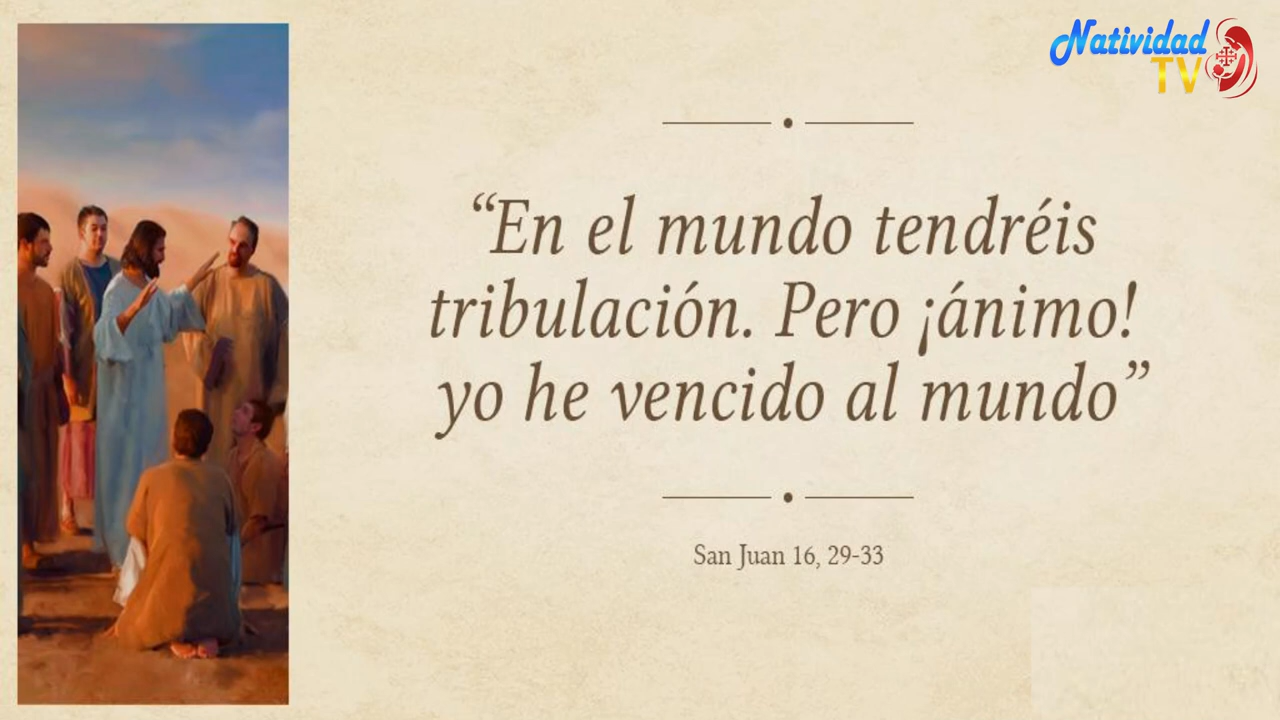 Natividad
TV
“En el mundo tendréis
tribulación. Pero ¡ánimo!
yo he vencido al mundo”
San Juan 16, 29-33